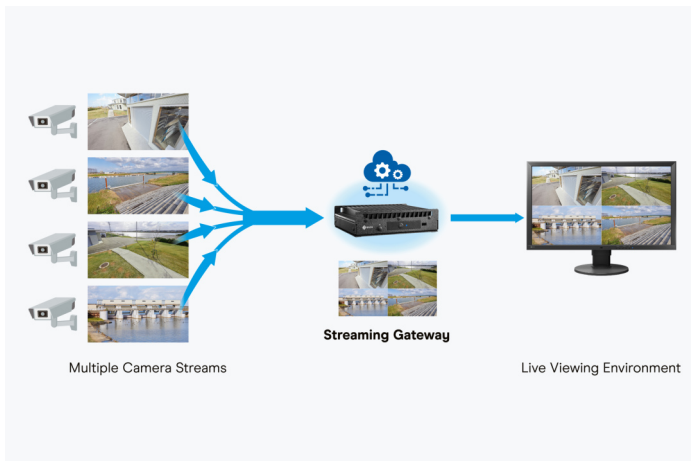 Streaming Gateway
Multiple Camera Streams
Live Viewing Environment